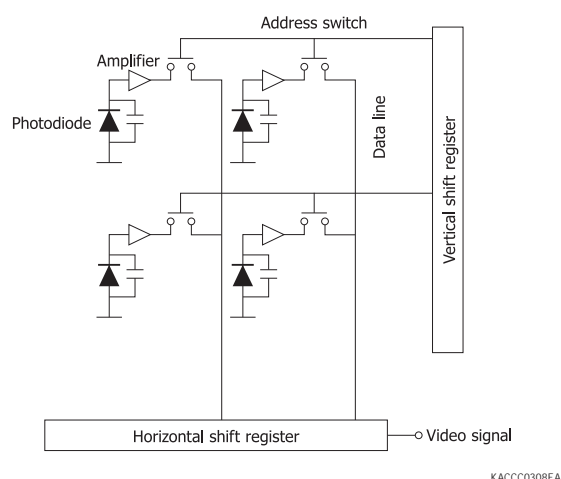 Address switch
Amplifier
Photodiode
Data line
Vertical shift register
Horizontal shift register
Video signal
KACCC0308EA